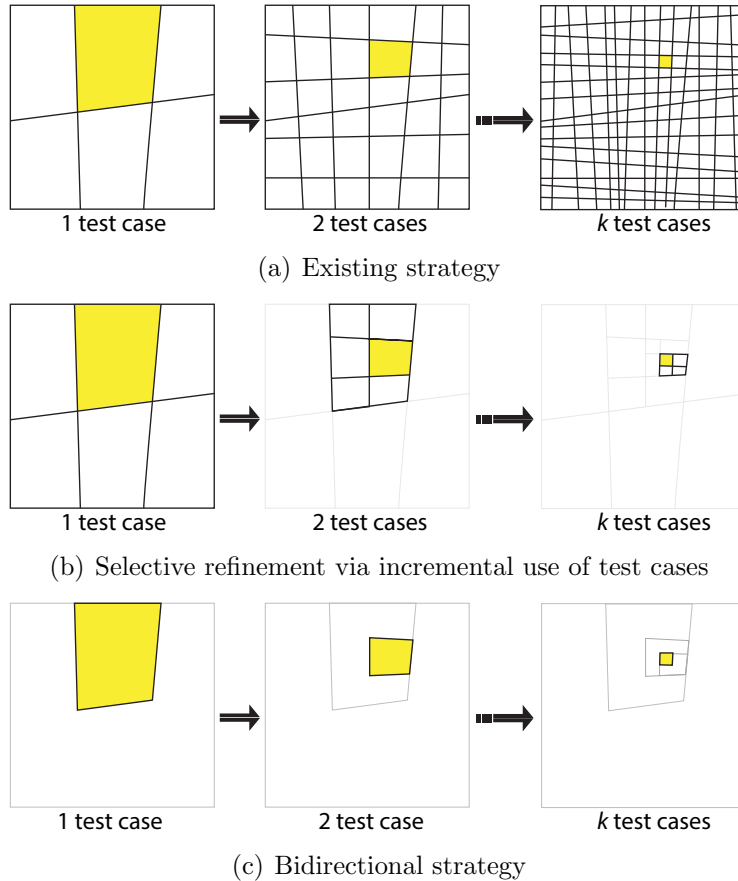 1 test case
2 test cases
k test cases
(a) Existing strategy
1 test case
2 test cases
k test cases
(b) Selective refinement via incremental use of test cases
1 test case
2 test case
k test cases
(c) Bidirectional strategy